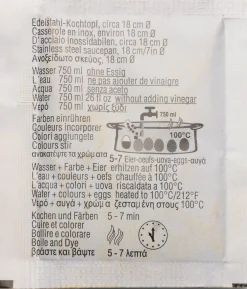 Edelstahl-Kochtopf, circa 18 cm Ø
Casserole en inox, environ 18 cm Ø
D'acciaio inossidabilen, circa 18 cm Ø
Stainless steel saucepan, 18 cm/7in Ø
Ανοξείδωτο σκεύος, 18 cm Ø
Wasser 750 ml ohne Essig
L'eau 750 ml ne pas ajouter de vinaigre
Acqua 750 ml senza aceto
Water 750 ml 26 fl oz without adding vinegar
Νερό 750 ml χωρίς ξύδι
Farben einrühren
Couleurs incorporer
Colori aggiungete
Colours stir
ανακατέψτε τα χρώματα
750 ml
100°C
5-7 Eier-oeufs-uova-eggs-αυγά
Wasser + Farbe + Eier erhitzen auf 100°C
L'eau + couleurs + oefs chauffée à 100°C
L'acqua + colori + uova riscaldata a 100°C
Water + colours + eggs heated to 100°C/212°F
Νερό + αυγά + χρώμα ζεσταμένη στους 100°C
Kochen und Färben 5 - 7 min
Cuire et colorer
Bollire e colorare
Boile and Dye
Βράστε και βάψτε 5-7 λεπτά